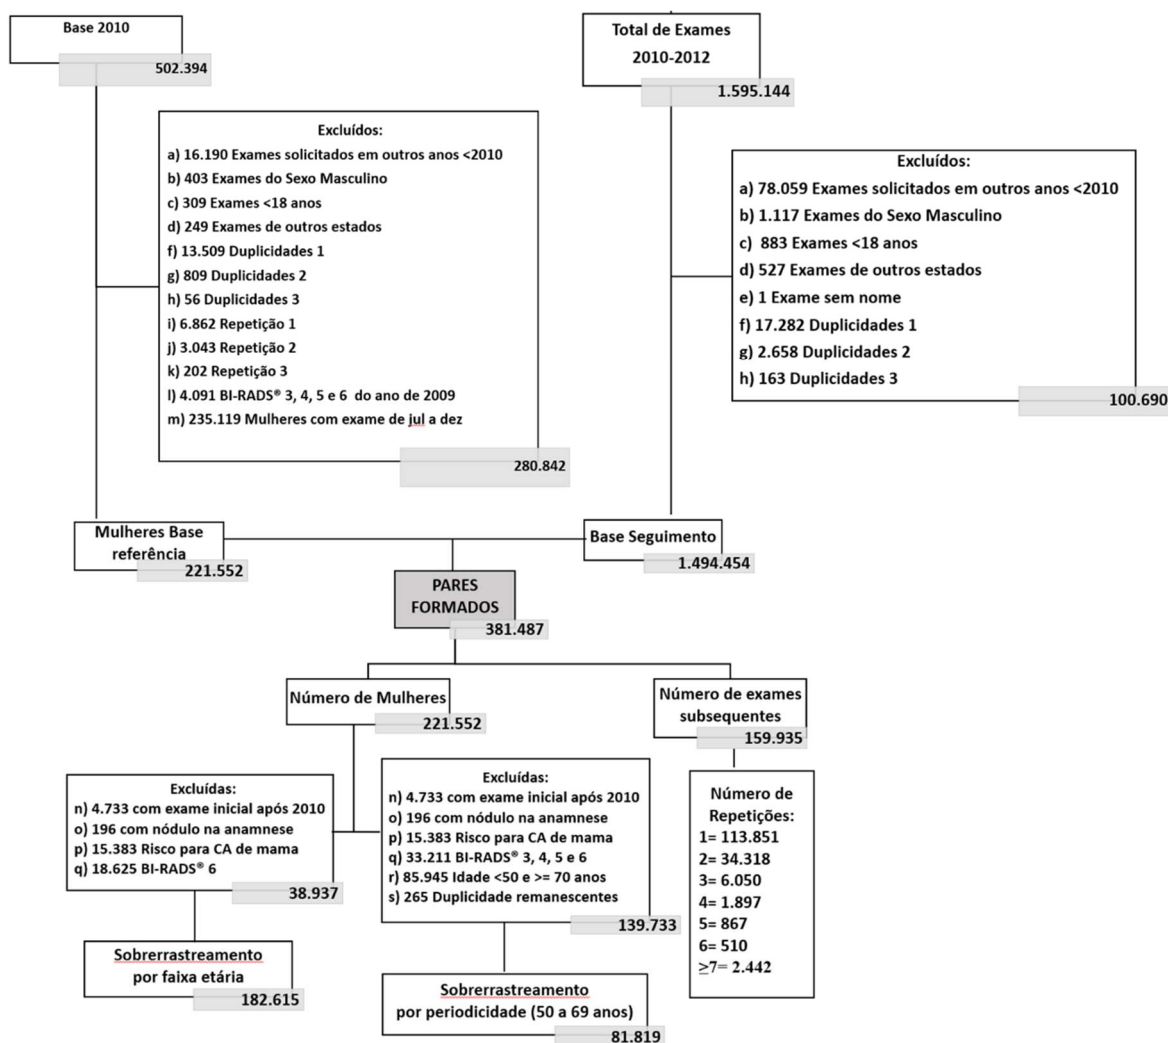 Base 2010
502.394
Total de Exames
2010-2012
1.595.144
Excluídos:
a) 16.190 Exames solicitados em outros anos <2010
b) 403 Exames do Sexo Masculino
c) 309 Exames <18 anos
d) 249 Exames de outros estados
f) 13.509 Duplicidades 1
g) 809 Duplicidades 2
h) 56 Duplicidades 3
i) 6.862 Repetição 1
j) 3.043 Repetição 2
k) 202 Repetição 3
l) 4.091 BI-RADS® 3, 4, 5 e 6 do ano de 2009
m) 235.119 Mulheres com exame de jul a dez
280.842
Excluídos:
a) 78.059 Exames solicitados em outros anos <2010
b) 1.117 Exames do Sexo Masculino
c) 883 Exames <18 anos
d) 527 Exames de outros estados
e) 1 Exame sem nome
f) 17.282 Duplicidades 1
g) 2.658 Duplicidades 2
h) 163 Duplicidades 3
100.690
Mulheres Base
referência
221.552
Base Seguimento
1.494.454
PARES
FORMADOS
381.487
Número de Mulheres
221.552
Número de exames
subsequentes
159.935
Excluídas:
n) 4.733 com exame inicial após 2010
o) 196 com nódulo na anamnese
p) 15.383 Risco para CA de mama
q) 18.625 BI-RADS® 6
38.937
Excluídas:
n) 4.733 com exame inicial após 2010
o) 196 com nódulo na anamnese
p) 15.383 Risco para CA de mama
q) 33.211 BI-RADS® 3, 4, 5 e 6
r) 85.945 Idade <50 e >= 70 anos
s) 265 Duplicidade remanescentes
139.733
Número de
Repetições:
1= 113.851
2= 34.318
3= 6.050
4= 1.897
5= 867
6= 510
≥7= 2.442
Sobrerrastreamento
por faixa etária
182.615
Sobrerrastreamento
por periodicidade (50 a 69 anos)
81.819